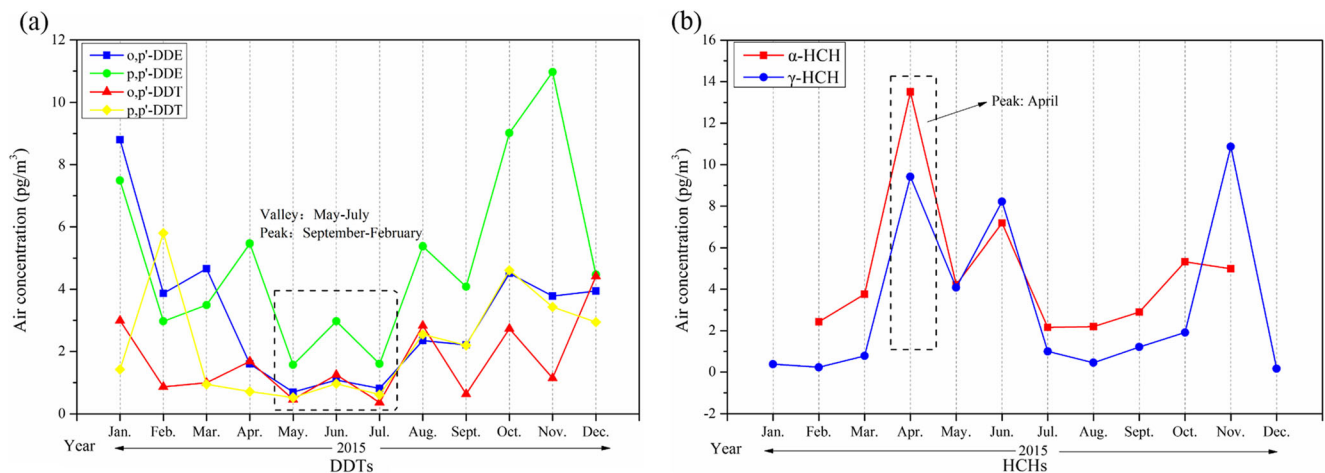 (a)
12
10
8
6
4
2
0
Air concentration (pg/m³)
o,p'-DDE
p,p'-DDE
o,p'-DDT
p,p'-DDT
Valley: May-July
Peak: September-February
Jan. Feb. Mar. Apr. May. Jun. Jul. Aug. Sept. Oct. Nov. Dec.
Year
2015
DDTs
(b)
16
14
12
10
8
6
4
2
0
-2
Air concentration (pg/m³)
α-HCH
γ-HCH
Peak: April
Jan. Feb. Mar. Apr. May. Jun. Jul. Aug. Sept. Oct. Nov. Dec.
Year
2015
HCHs